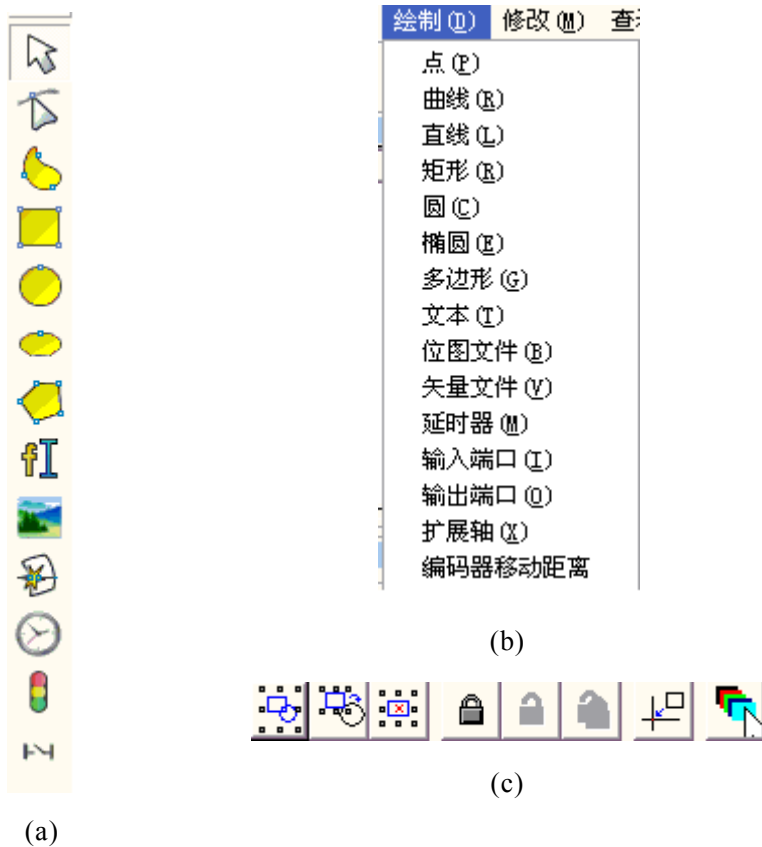 绘制(D) 修改(M) 查
点(P)
曲线(R)
直线(L)
矩形(R)
圆(C)
椭圆(E)
多边形(G)
文本(T)
位图文件(B)
矢量文件(V)
延时器(M)
输入端口(I)
输出端口(O)
扩展轴(X)
编码器移动距离
(b)
(c)
(a)